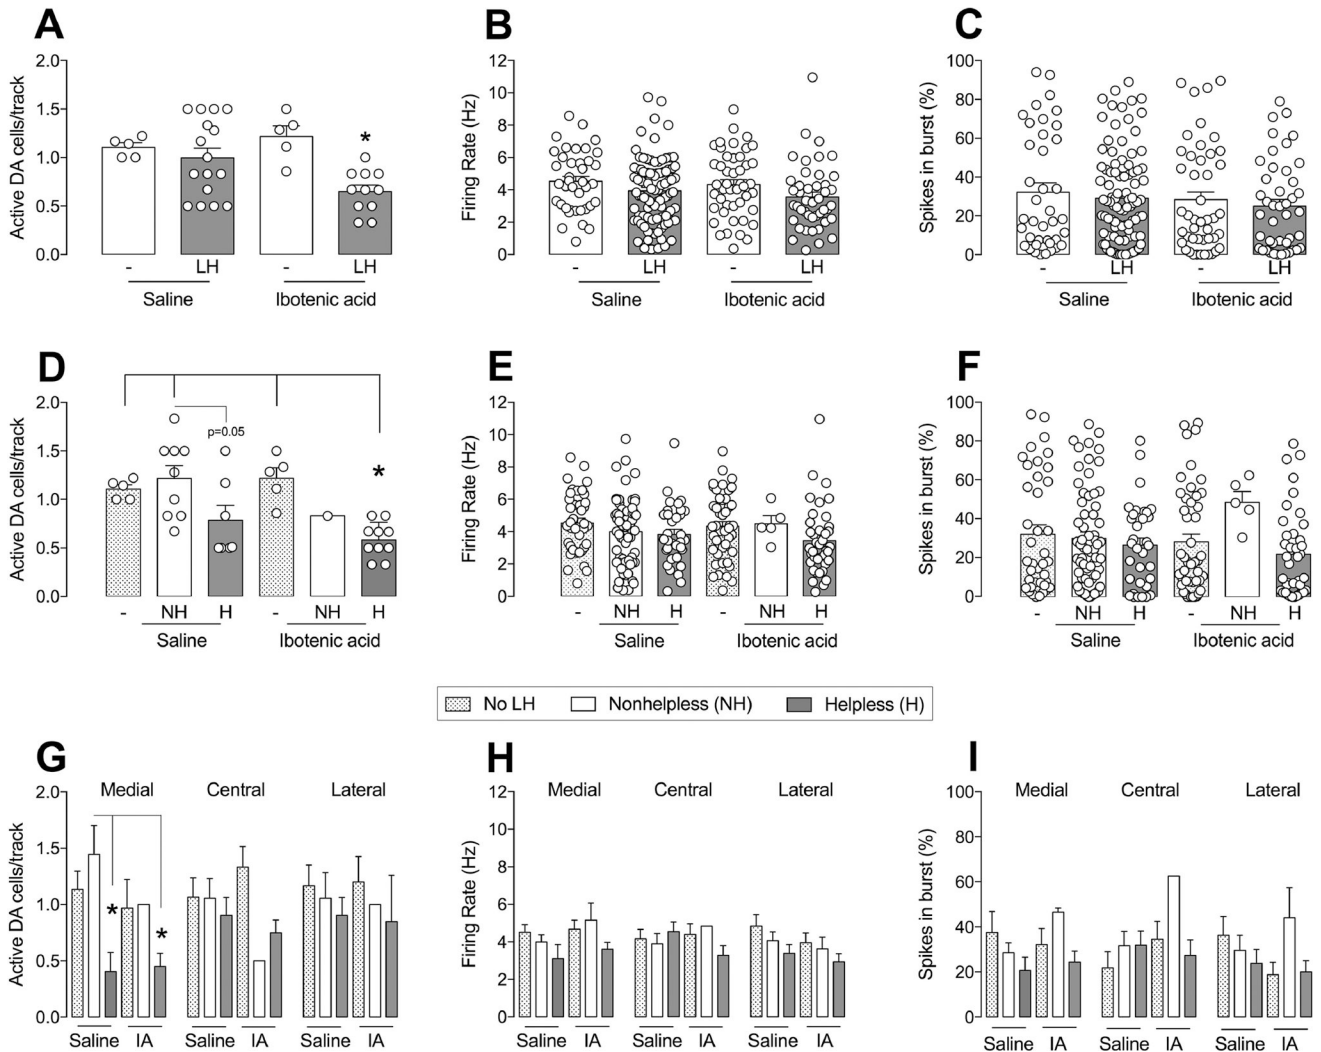 A
Active DA cells/track
2.0
1.5
1.0
0.5
0.0
*
- LH - LH
Saline Ibotenic acid
B
Firing Rate (Hz)
12
10
8
6
4
2
0
- LH - LH
Saline Ibotenic acid
C
Spikes in burst (%)
100
80
60
40
20
0
- LH - LH
Saline Ibotenic acid
D
Active DA cells/track
2.0
1.5
1.0
0.5
0.0
p=0.05
*
- NH H - NH H
Saline Ibotenic acid
E
Firing Rate (Hz)
12
10
8
6
4
2
0
- NH H - NH H
Saline Ibotenic acid
F
Spikes in burst (%)
100
80
60
40
20
0
- NH H - NH H
Saline Ibotenic acid
No LH Nonhelpless (NH) Helpless (H)
G
Medial Central Lateral
Active DA cells/track
2.0
1.5
1.0
0.5
0.0
* *
Saline IA Saline IA Saline IA
H
Medial Central Lateral
Firing Rate (Hz)
12
10
8
6
4
2
0
Saline IA Saline IA Saline IA
I
Medial Central Lateral
Spikes in burst (%)
100
80
60
40
20
0
Saline IA Saline IA Saline IA